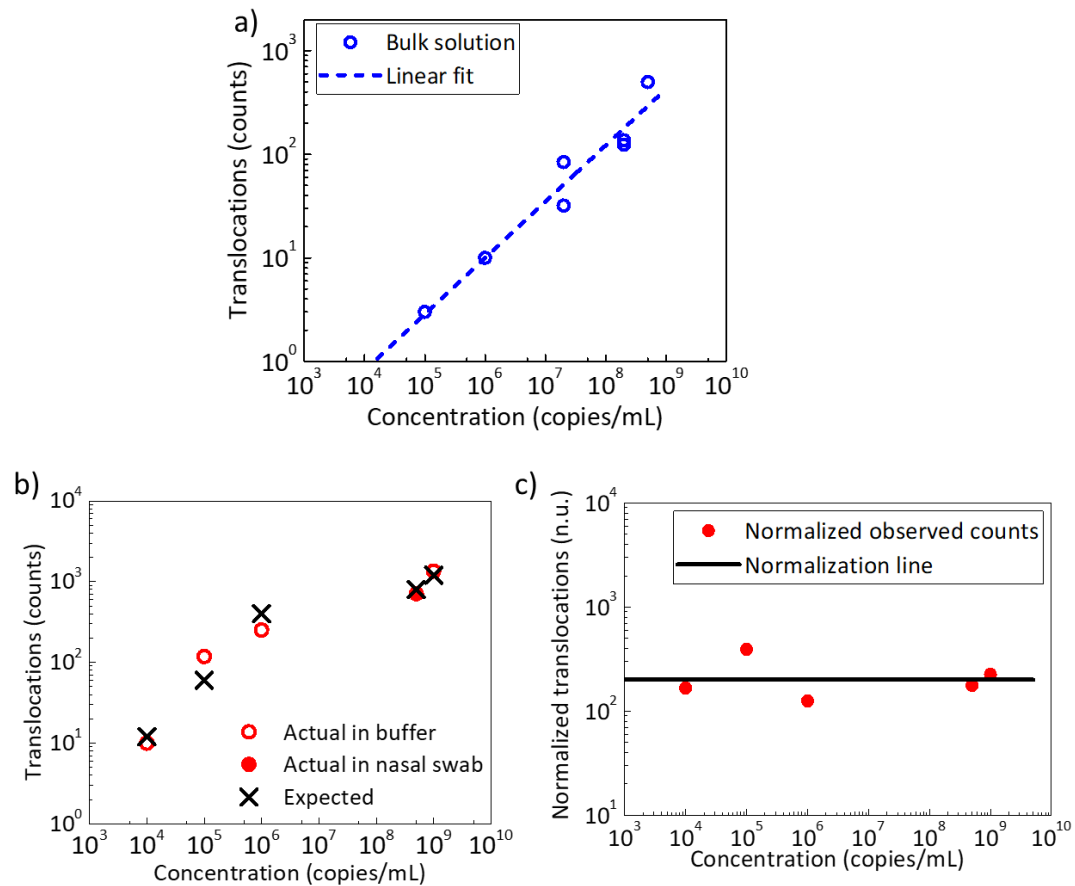 a)
Bulk solution
Linear fit
Translocations (counts)
10³
10²
10¹
10⁰
10³ 10⁴ 10⁵ 10⁶ 10⁷ 10⁸ 10⁹ 10¹⁰
Concentration (copies/mL)
b)
Translocations (counts)
10⁴
10³
10²
10¹
10⁰
Actual in buffer
Actual in nasal swab
Expected
10³ 10⁴ 10⁵ 10⁶ 10⁷ 10⁸ 10⁹ 10¹⁰
Concentration (copies/mL)
c)
Normalized translocations (n.u.)
10⁴
10³
10²
10¹
Normalized observed counts
Normalization line
10³ 10⁴ 10⁵ 10⁶ 10⁷ 10⁸ 10⁹ 10¹⁰
Concentration (copies/mL)